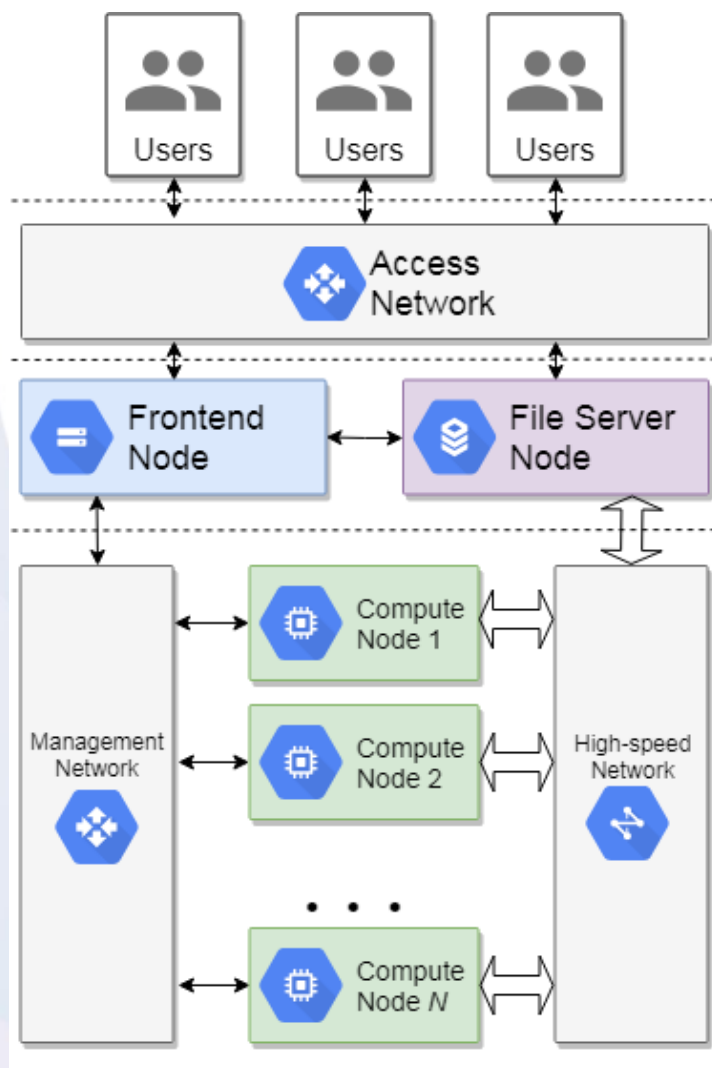 Users
Users
Users
Access
Network
Frontend
Node
File Server
Node
Compute
Node 1
Management
Network
Compute
Node 2
High-speed
Network
. . .
Compute
Node N